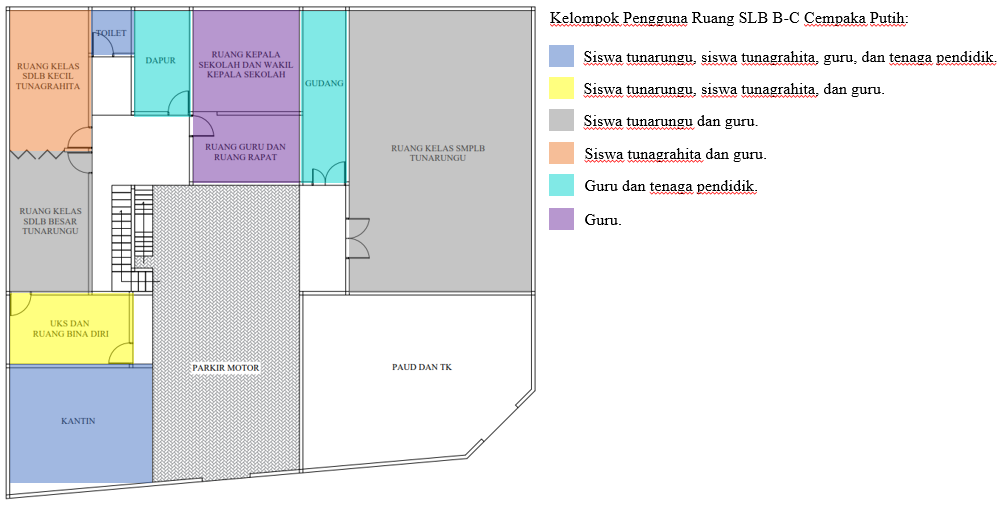 Kelompok Pengguna Ruang SLB B-C Cempaka Putih:
Siswa tunarungu, siswa tunagrahita, guru, dan tenaga pendidik.
Siswa tunarungu, siswa tunagrahita, dan guru.
Siswa tunarungu dan guru.
Siswa tunagrahita dan guru.
Guru dan tenaga pendidik.
Guru.
TOILET
RUANG KELAS
SDLB KECIL
TUNAGRAHITA
DAPUR
RUANG KEPALA
SEKOLAH DAN WAKIL
KEPALA SEKOLAH
GUDANG
RUANG GURU DAN
RUANG RAPAT
RUANG KELAS SMPLB
TUNARUNGU
RUANG KELAS
SDLB BESAR
TUNARUNGU
UKS DAN
RUANG BINA DIRI
PARKIR MOTOR
PAUD DAN TK
KANTIN